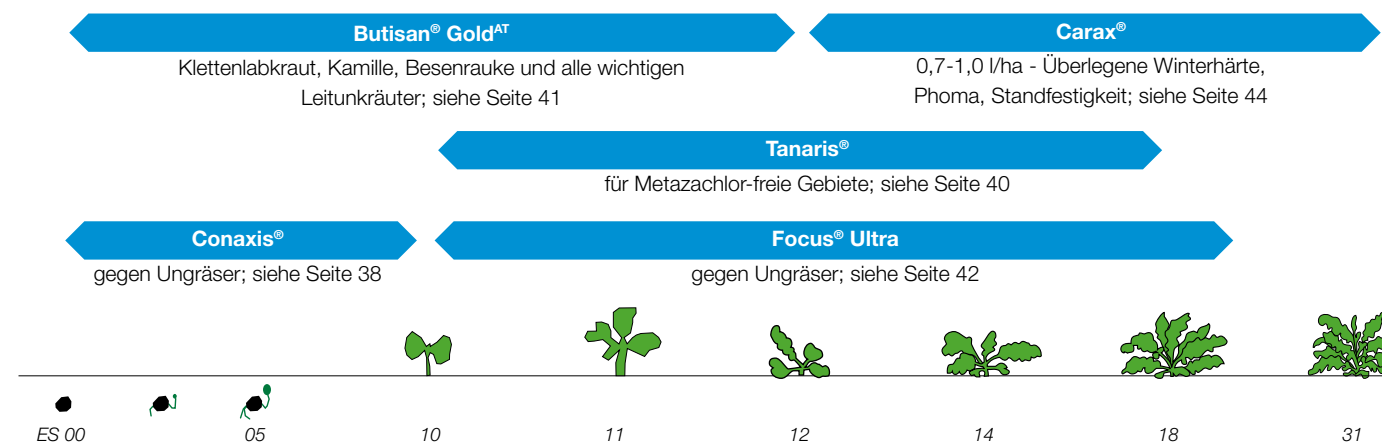 Butisan® Gold^AT
Klettenlabkraut, Kamille, Besenrauke und alle wichtigen
Leitunkräuter; siehe Seite 41
Carax®
0,7-1,0 l/ha - Überlegene Winterhärte,
Phoma, Standfestigkeit; siehe Seite 44
Tanaris®
für Metazachlor-freie Gebiete; siehe Seite 40
Conaxis®
gegen Ungräser; siehe Seite 38
Focus® Ultra
gegen Ungräser; siehe Seite 42
ES 00 05 10 11 12 14 18 31